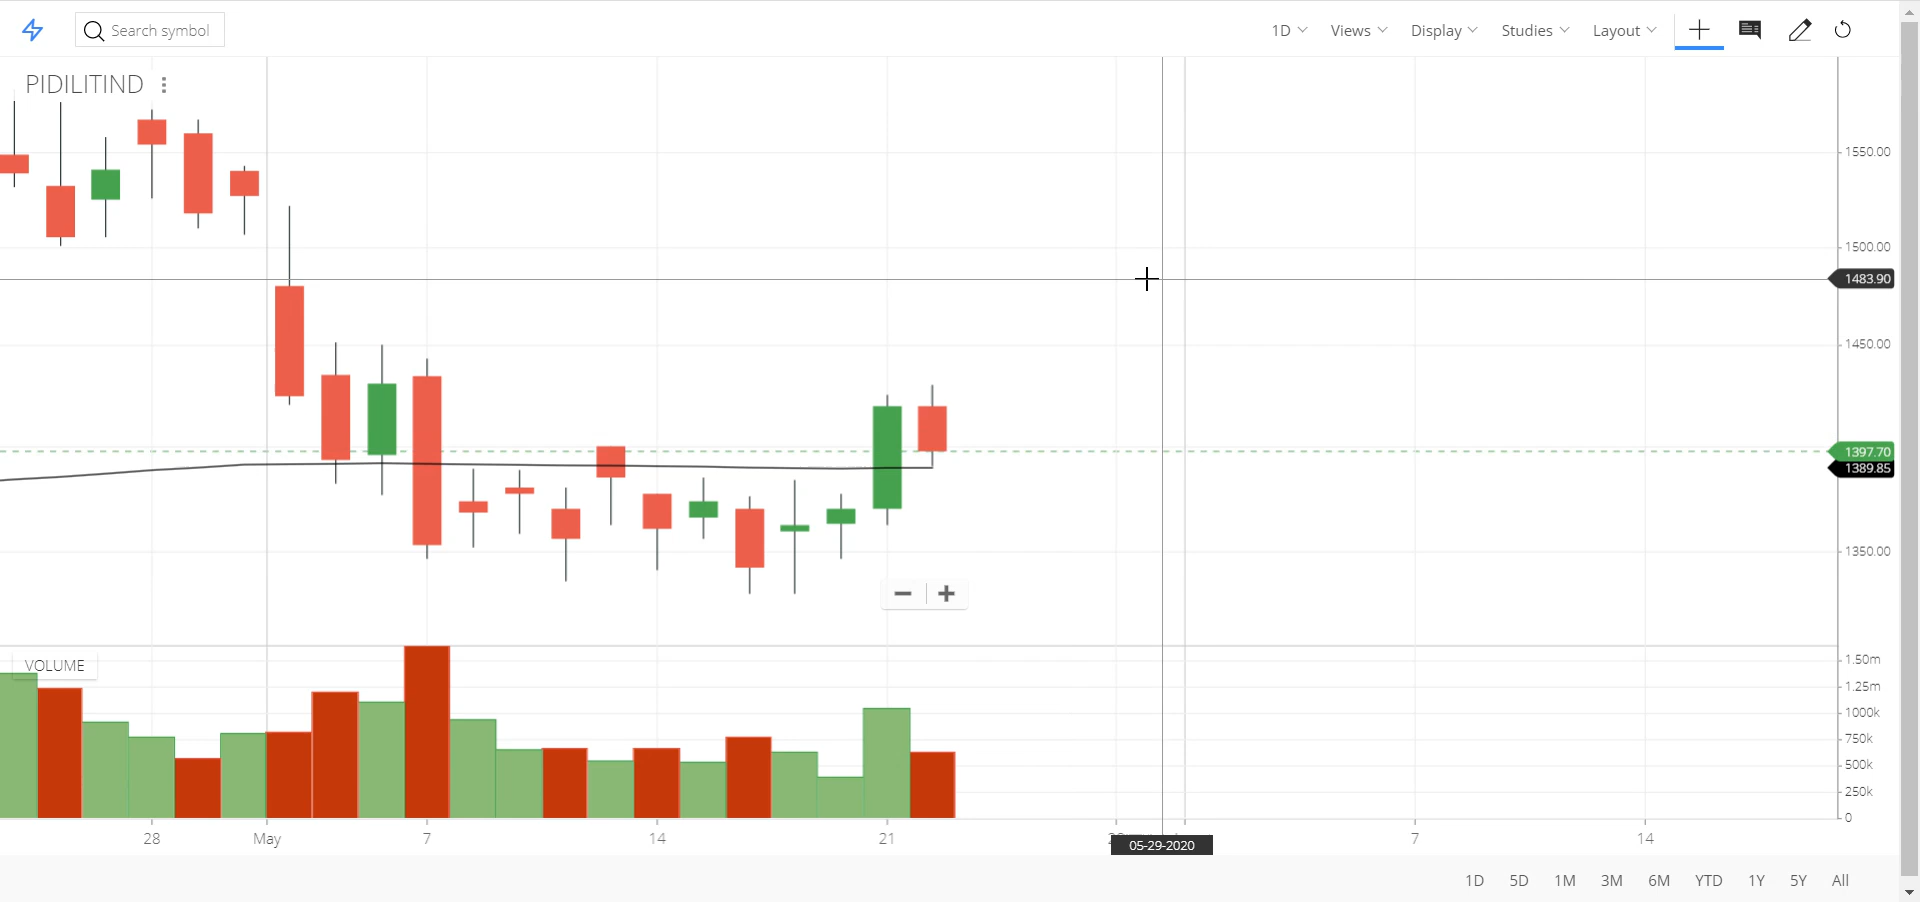 Search symbol
1D
Views
Display
Studies
Layout
PIDILITIND
1550.00
1500.00
1483.90
1450.00
1397.70
1389.85
1350.00
VOLUME
1.50m
1.25m
1000k
750k
500k
250k
0
28
May
7
14
21
7
14
05-29-2020
1D
5D
1M
3M
6M
YTD
1Y
5Y
All